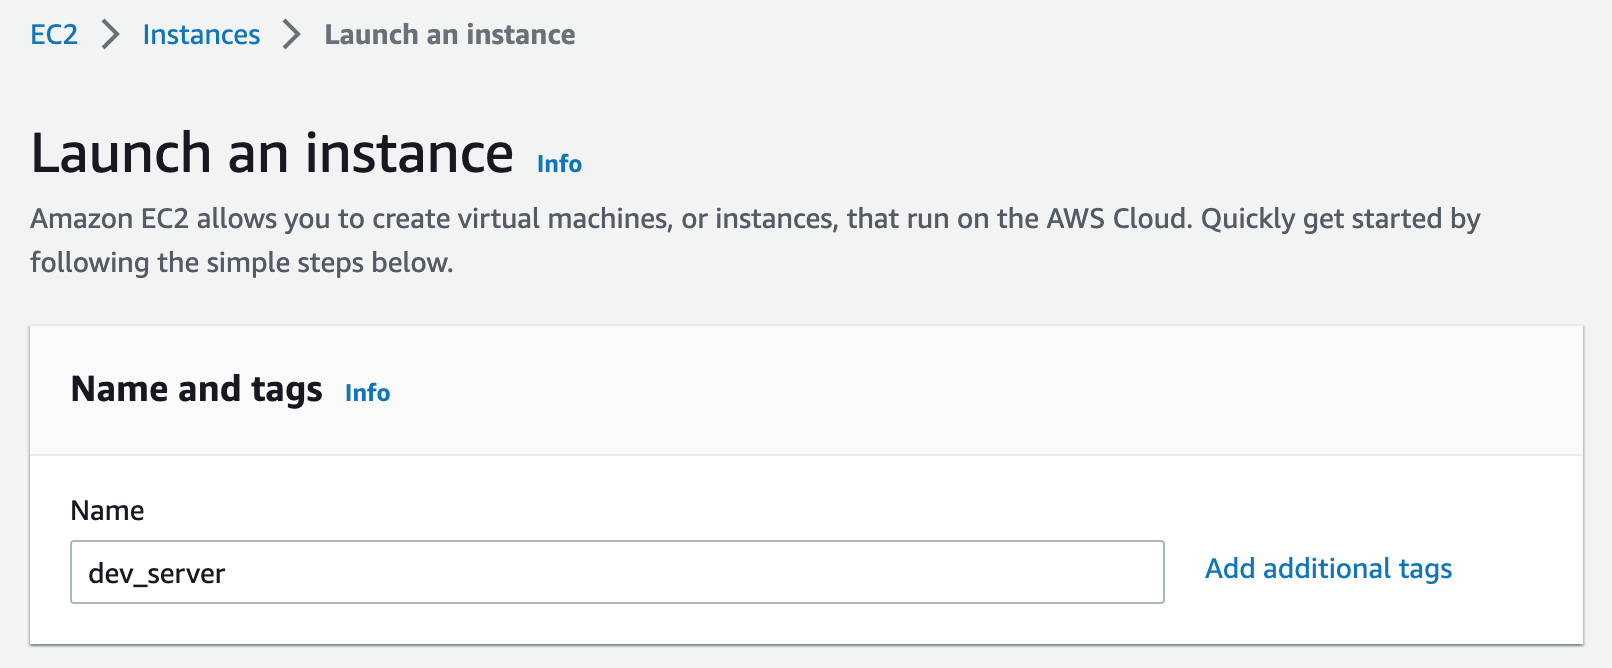 EC2 > Instances > Launch an instance
Launch an instance Info
Amazon EC2 allows you to create virtual machines, or instances, that run on the AWS Cloud. Quickly get started by
following the simple steps below.
Name and tags Info
Name
dev_server Add additional tags